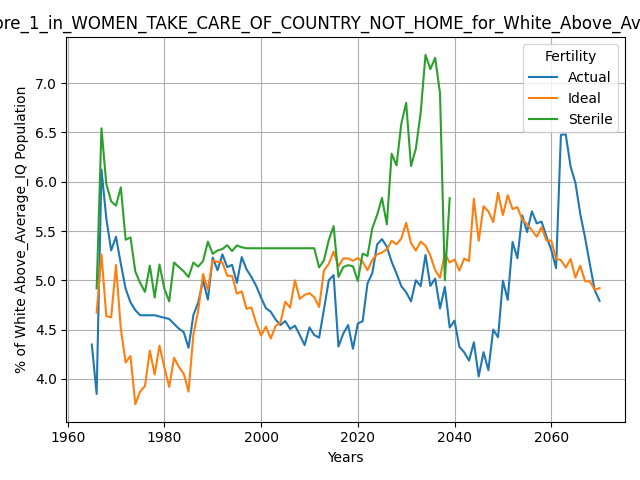 ore_1_in_WOMEN_TAKE_CARE_OF_COUNTRY_NOT_HOME_for_White_Above_Av
% of White Above_Average_IQ Population
7.0
6.5
6.0
5.5
5.0
4.5
4.0
Fertility
Actual
Ideal
Sterile
1960 1980 2000 2020 2040 2060
Years